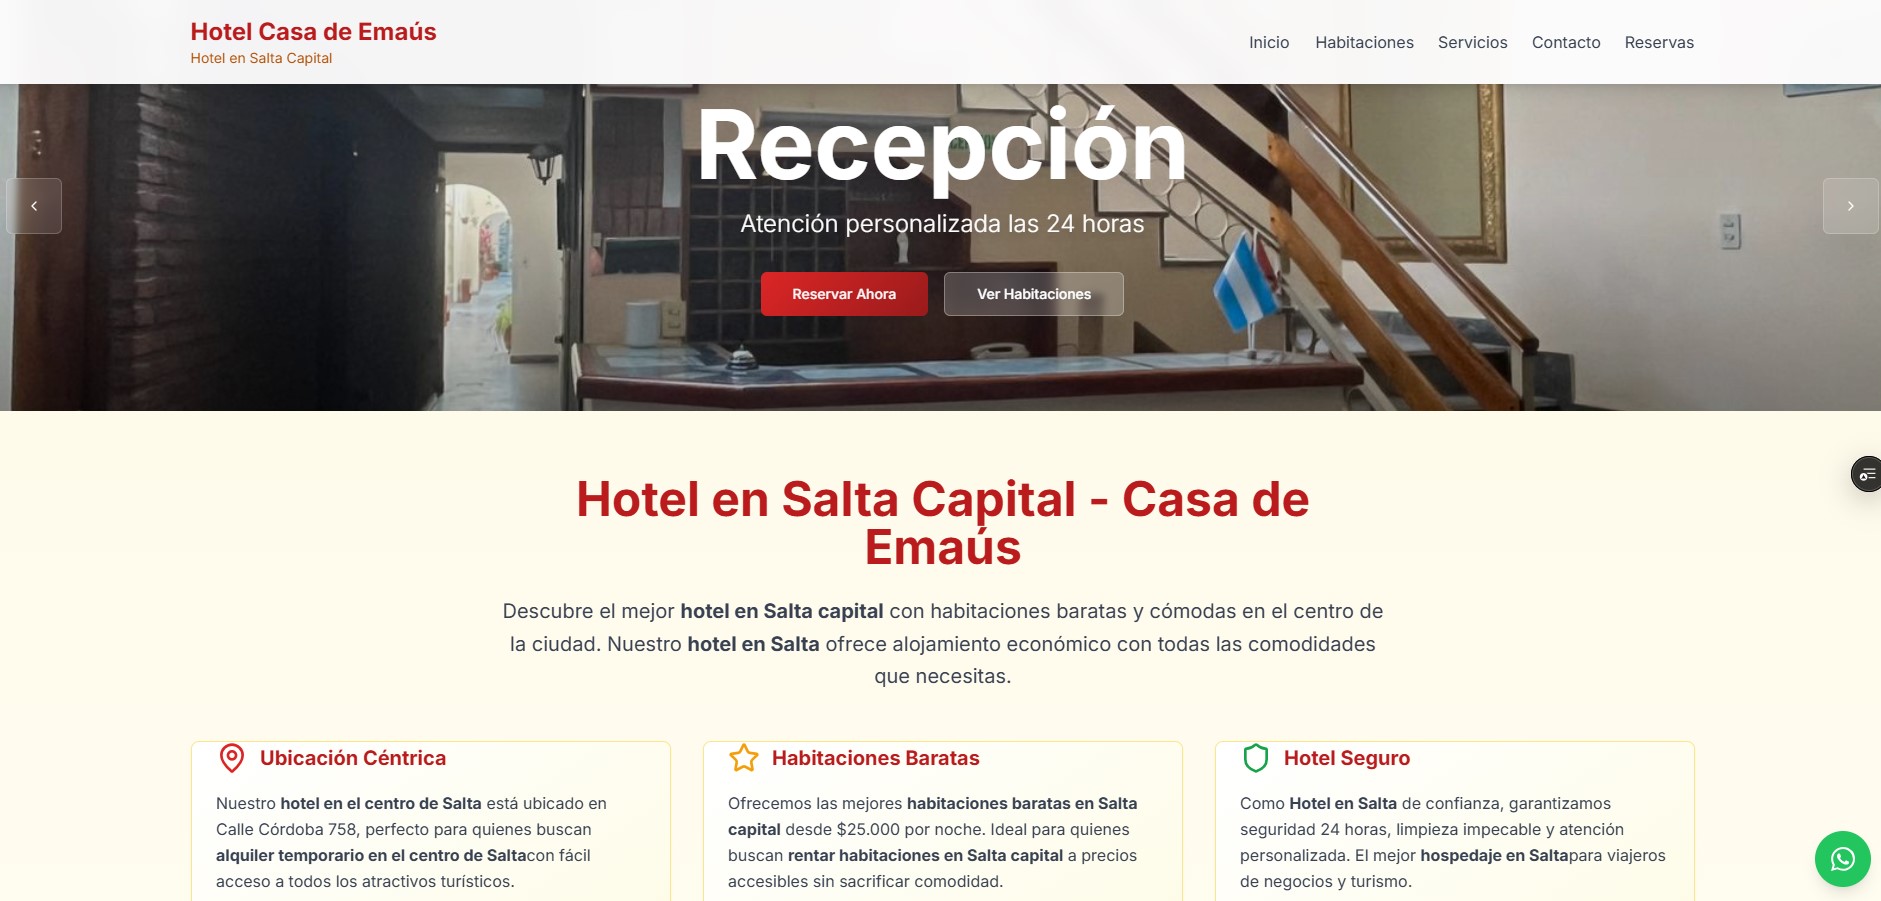 Hotel Casa de Emaús
Hotel en Salta Capital
Inicio Habitaciones Servicios Contacto Reservas
Recepción
Atención personalizada las 24 horas
Reservar Ahora
Ver Habitaciones
Hotel en Salta Capital - Casa de
Emaús
Descubre el mejor hotel en Salta capital con habitaciones baratas y cómodas en el centro de
la ciudad. Nuestro hotel en Salta ofrece alojamiento económico con todas las comodidades
que necesitas.
Ubicación Céntrica
Nuestro hotel en el centro de Salta está ubicado en
Calle Córdoba 758, perfecto para quienes buscan
alquiler temporario en el centro de Saltacon fácil
acceso a todos los atractivos turísticos.
Habitaciones Baratas
Ofrecemos las mejores habitaciones baratas en Salta
capital desde $25.000 por noche. Ideal para quienes
buscan rentar habitaciones en Salta capital a precios
accesibles sin sacrificar comodidad.
Hotel Seguro
Como Hotel en Salta de confianza, garantizamos
seguridad 24 horas, limpieza impecable y atención
personalizada. El mejor hospedaje en Saltapara viajeros
de negocios y turismo.